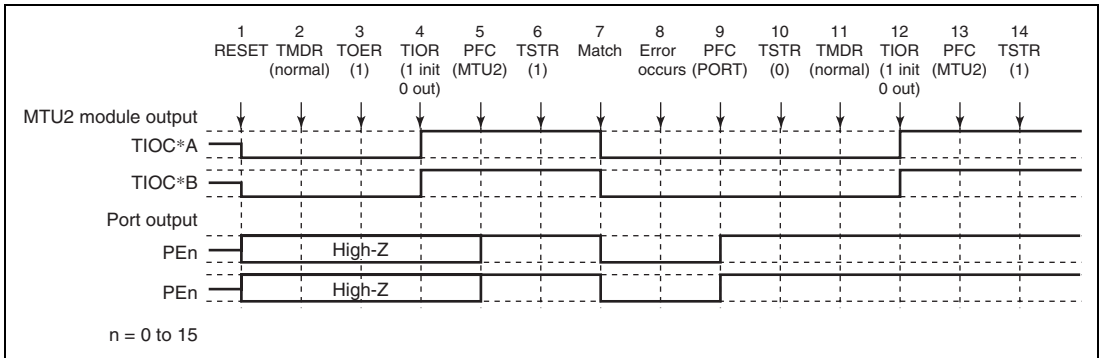 1 2 3 4 5 6 7 8 9 10 11 12 13 14
RESET TMDR TOER TIOR PFC TSTR Match Error PFC TSTR TMDR TIOR PFC TSTR
(normal) (1) (1 init (MTU2) (1) occurs (PORT) (0) (normal) (1 init (MTU2) (1)
0 out) 0 out)
MTU2 module output
TIOC*A
TIOC*B
Port output
PEn High-Z
PEn High-Z
n = 0 to 15